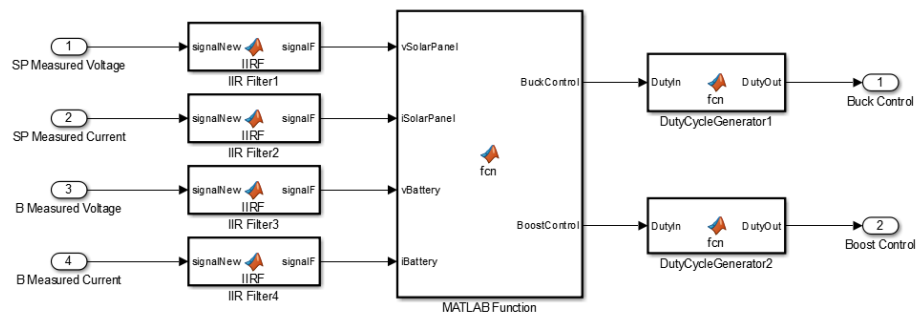 1
SP Measured Voltage
signalNew
signalF
IIRF
IIR Filter1
2
SP Measured Current
signalNew
signalF
IIRF
IIR Filter2
3
B Measured Voltage
signalNew
signalF
IIRF
IIR Filter3
4
B Measured Current
signalNew
signalF
IIRF
IIR Filter4
vSolarPanel
iSolarPanel
vBattery
iBattery
fcn
BuckControl
BoostControl
MATLAB Function
DutyIn
DutyOut
fcn
DutyCycleGenerator1
1
Buck Control
DutyIn
DutyOut
fcn
DutyCycleGenerator2
2
Boost Control